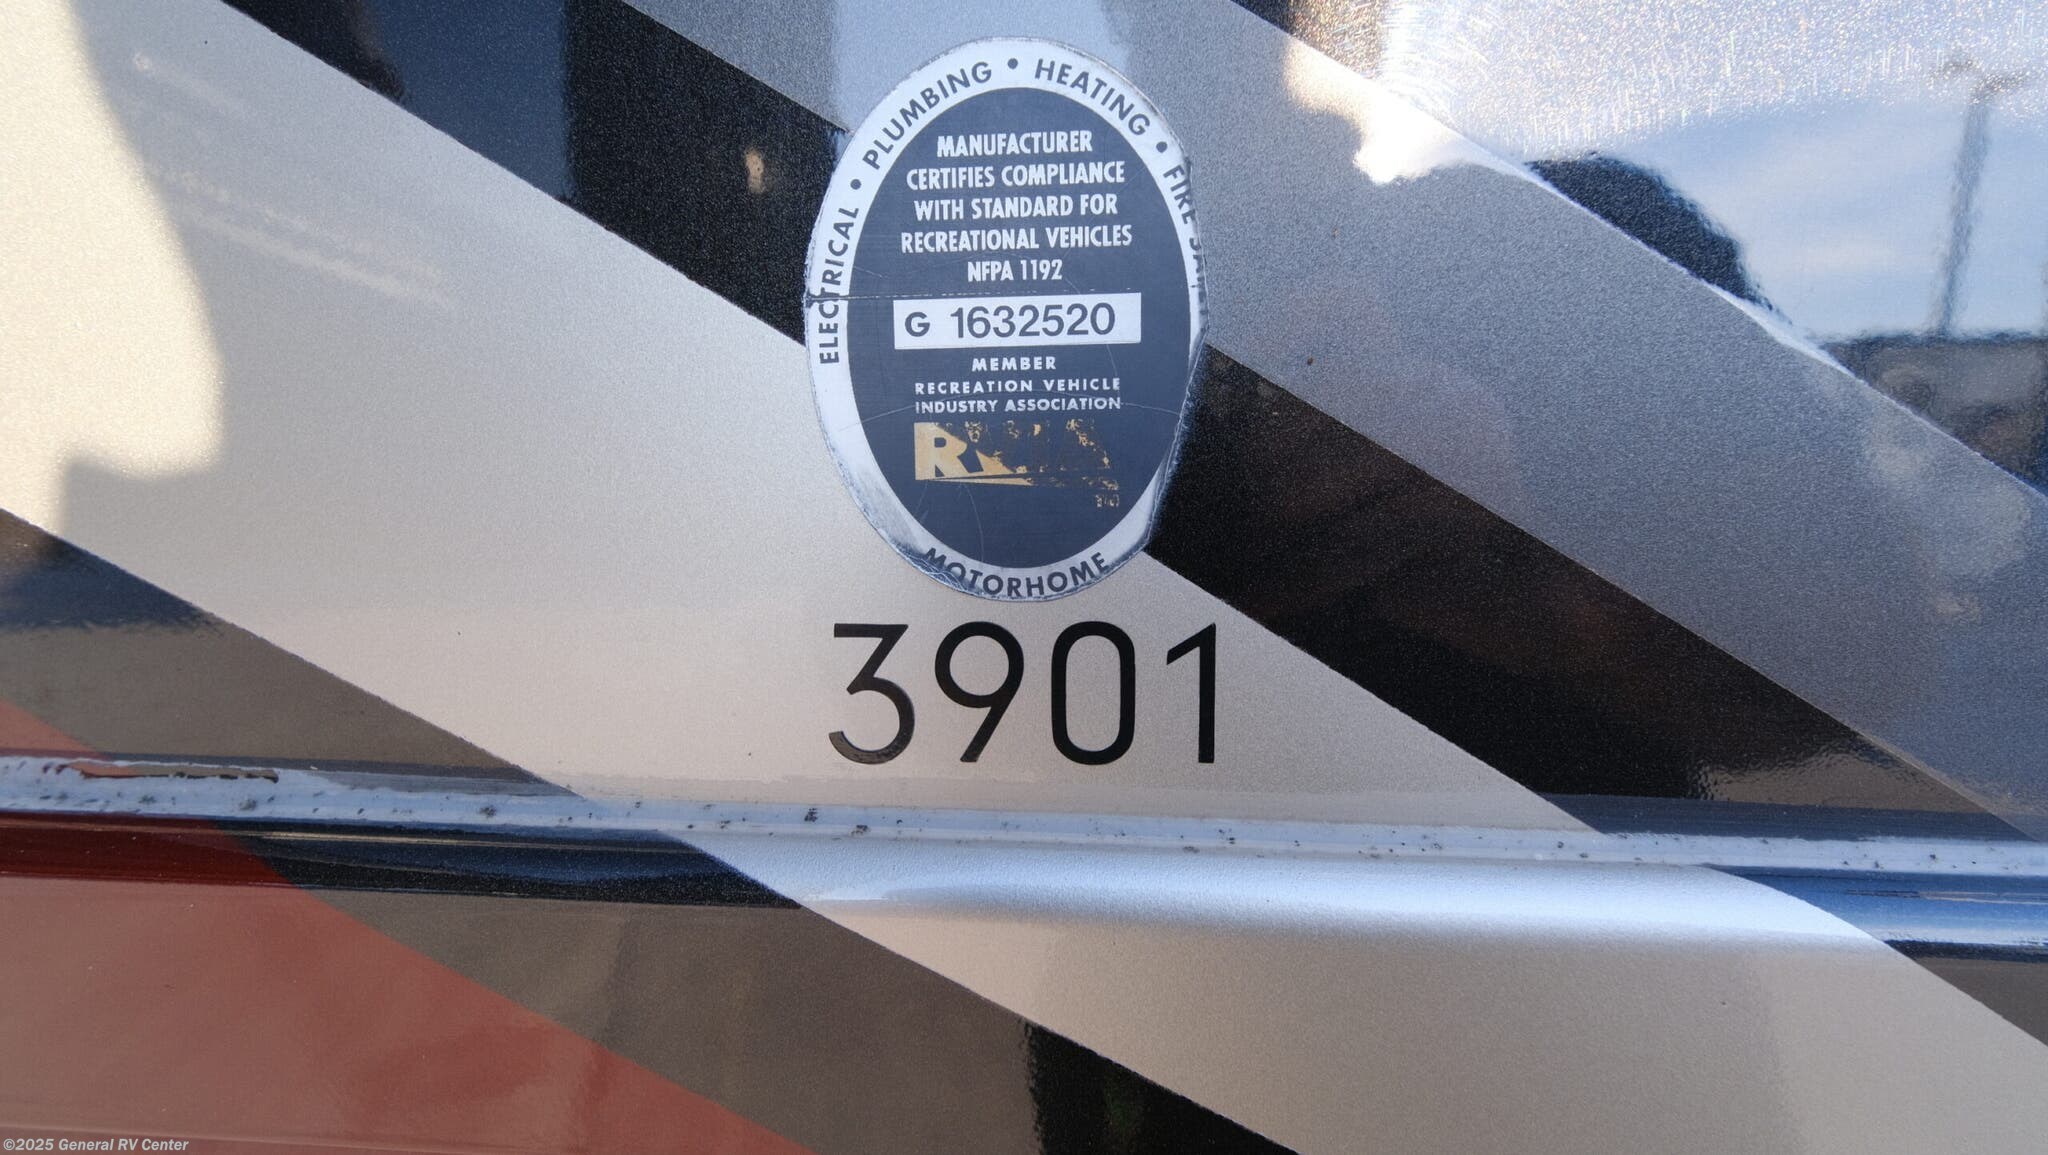 ELECTRICAL • PLUMBING • HEATING • FIRE
MANUFACTURER
CERTIFIES COMPLIANCE
WITH STANDARD FOR
RECREATIONAL VEHICLES
NFPA 1192
G 1632520
MEMBER
RECREATION VEHICLE
INDUSTRY ASSOCIATION
RVIA
MOTORHOME
3901
©2025 General RV Center